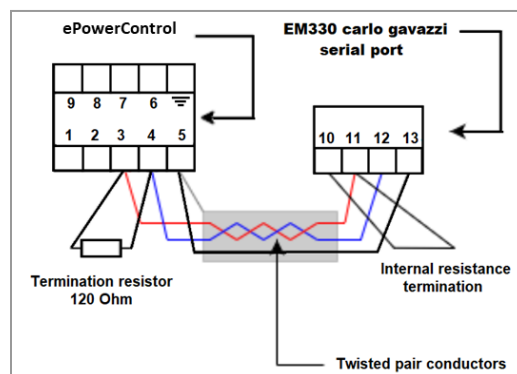 ePowerControl
EM330 carlo gavazzi
serial port
9 8 7 6
1 2 3 4 5
10 11 12 13
Termination resistor
120 Ohm
Internal resistance
termination
Twisted pair conductors